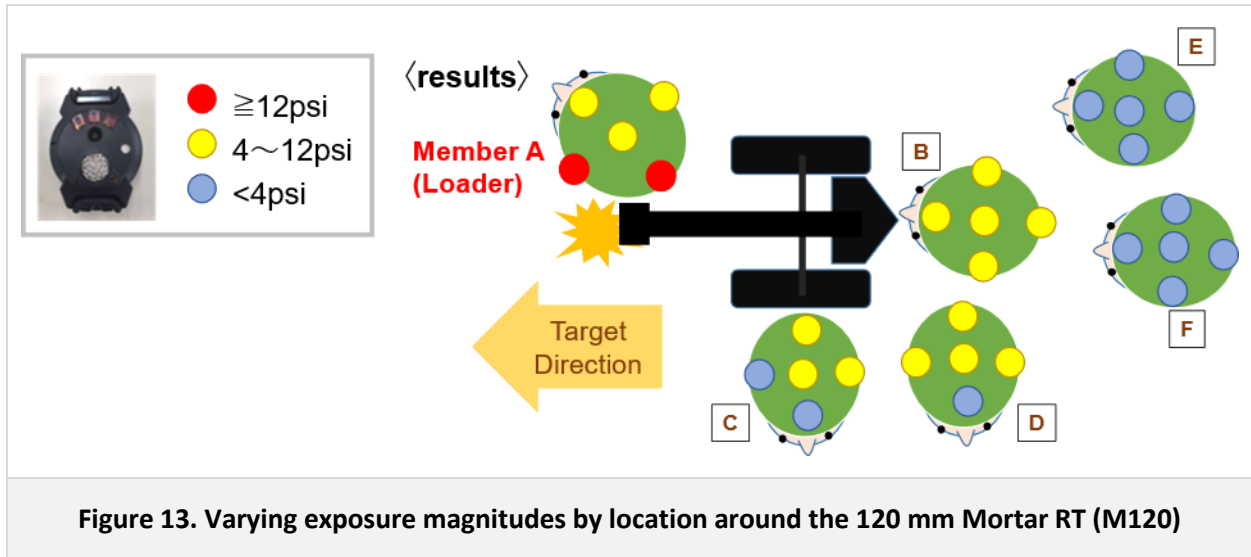 ≧12psi
4～12psi
<4psi
〈results〉
Member A
(Loader)
B
E
F
Target
Direction
C
D
Figure 13. Varying exposure magnitudes by location around the 120 mm Mortar RT (M120)